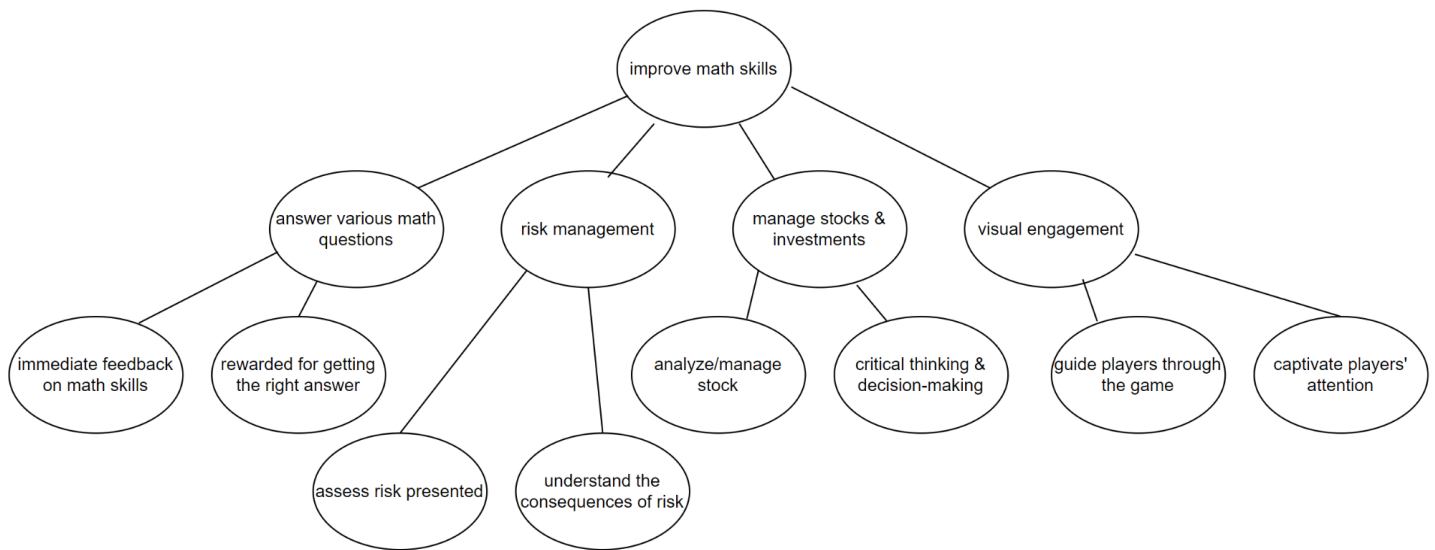 improve math skills
answer various math
questions
risk management
manage stocks &
investments
visual engagement
immediate feedback
on math skills
rewarded for getting
the right answer
analyze/manage
stock
critical thinking &
decision-making
guide players through
the game
captivate players'
attention
assess risk presented
understand the
consequences of risk